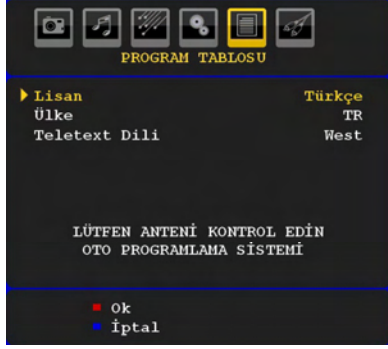 PROGRAM TABLOSU
Lisan Türkçe
Ülke TR
Teletext Dili West
LÜTFEN ANTENİ KONTROL EDİN
OTO PROGRAMLAMA SİSTEMİ
Ok
İptal